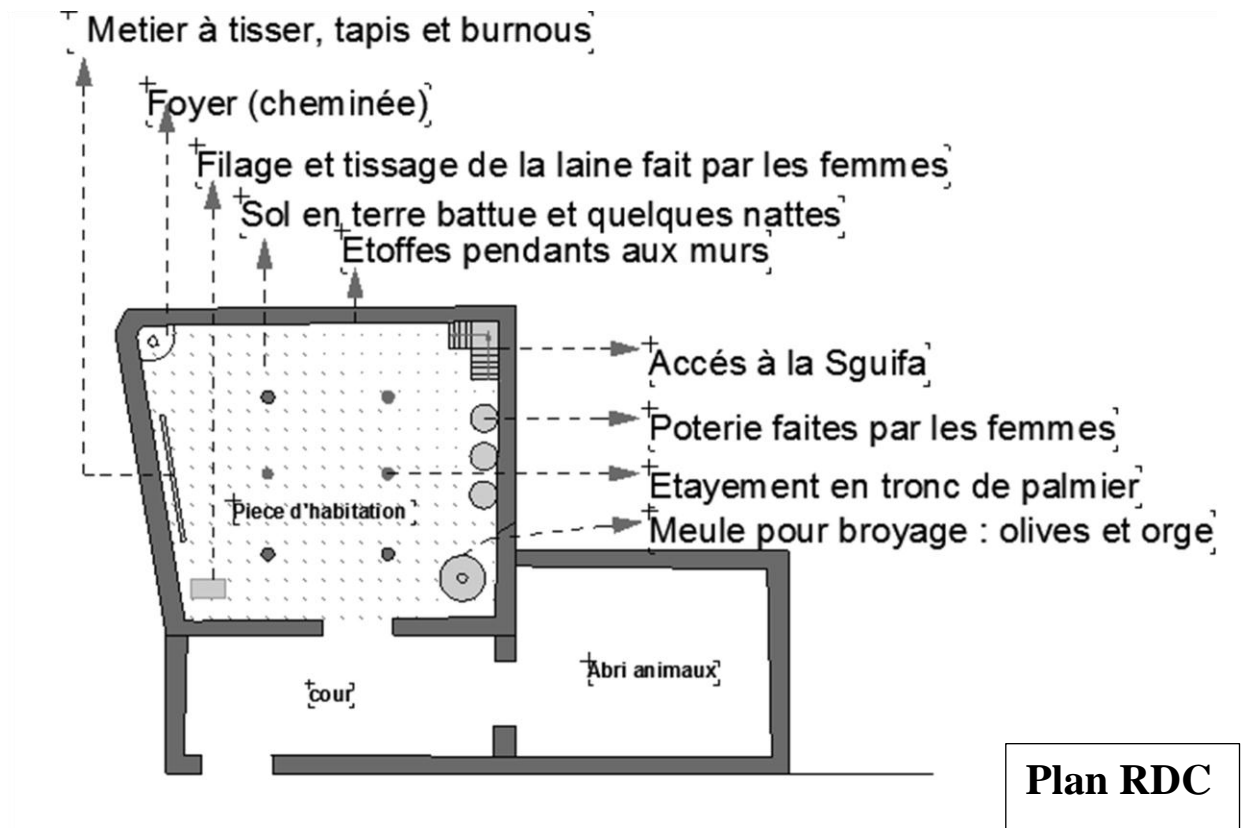 Metier à tisser, tapis et burnous
Foyer (cheminée)
Filage et tissage de la laine fait par les femmes
Sol en terre battue et quelques nattes
Etoffes pendants aux murs
Accés à la Sguifa
Poterie faites par les femmes
Etayement en tronc de palmier
Piece d'habitation
Meule pour broyage : olives et orge
Abri animaux
cour
Plan RDC